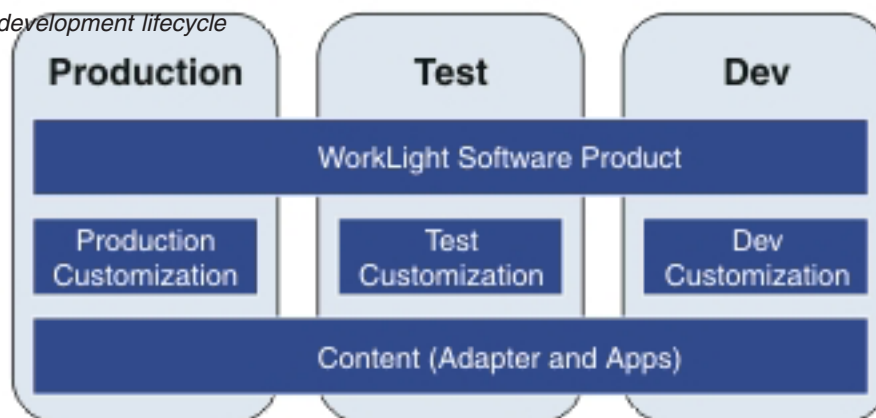 development lifecycle
Production Test Dev
WorkLight Software Product
Production Test Dev
Customization Customization Customization
Content (Adapter and Apps)